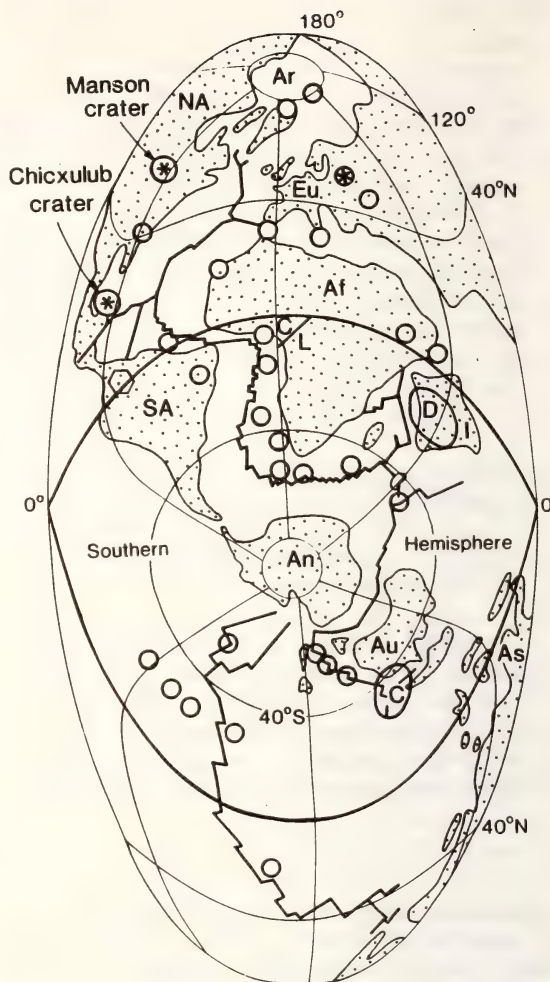 180°
Ar
Manson
crater
NA
120°
Chicxulub
crater
Eu
40°N
Af
C
L
SA
D
I
0°
0
Southern
An
Hemisphere
Au
As
C
40°S
40°N